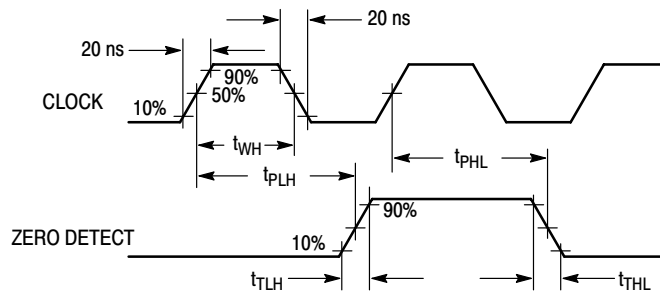 20 ns 20 ns
90%
CLOCK 50%
10%
tWH
tPLH tPHL
90%
ZERO DETECT 10%
tTLH tTHL